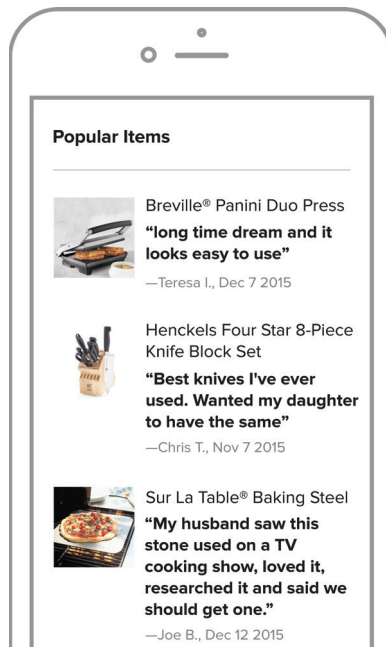 Popular Items
Breville® Panini Duo Press
“long time dream and it
looks easy to use”
—Teresa I., Dec 7 2015
Henckels Four Star 8-Piece
Knife Block Set
“Best knives I've ever
used. Wanted my daughter
to have the same”
—Chris T., Nov 7 2015
Sur La Table® Baking Steel
“My husband saw this
stone used on a TV
cooking show, loved it,
researched it and said we
should get one.”
—Joe B., Dec 12 2015